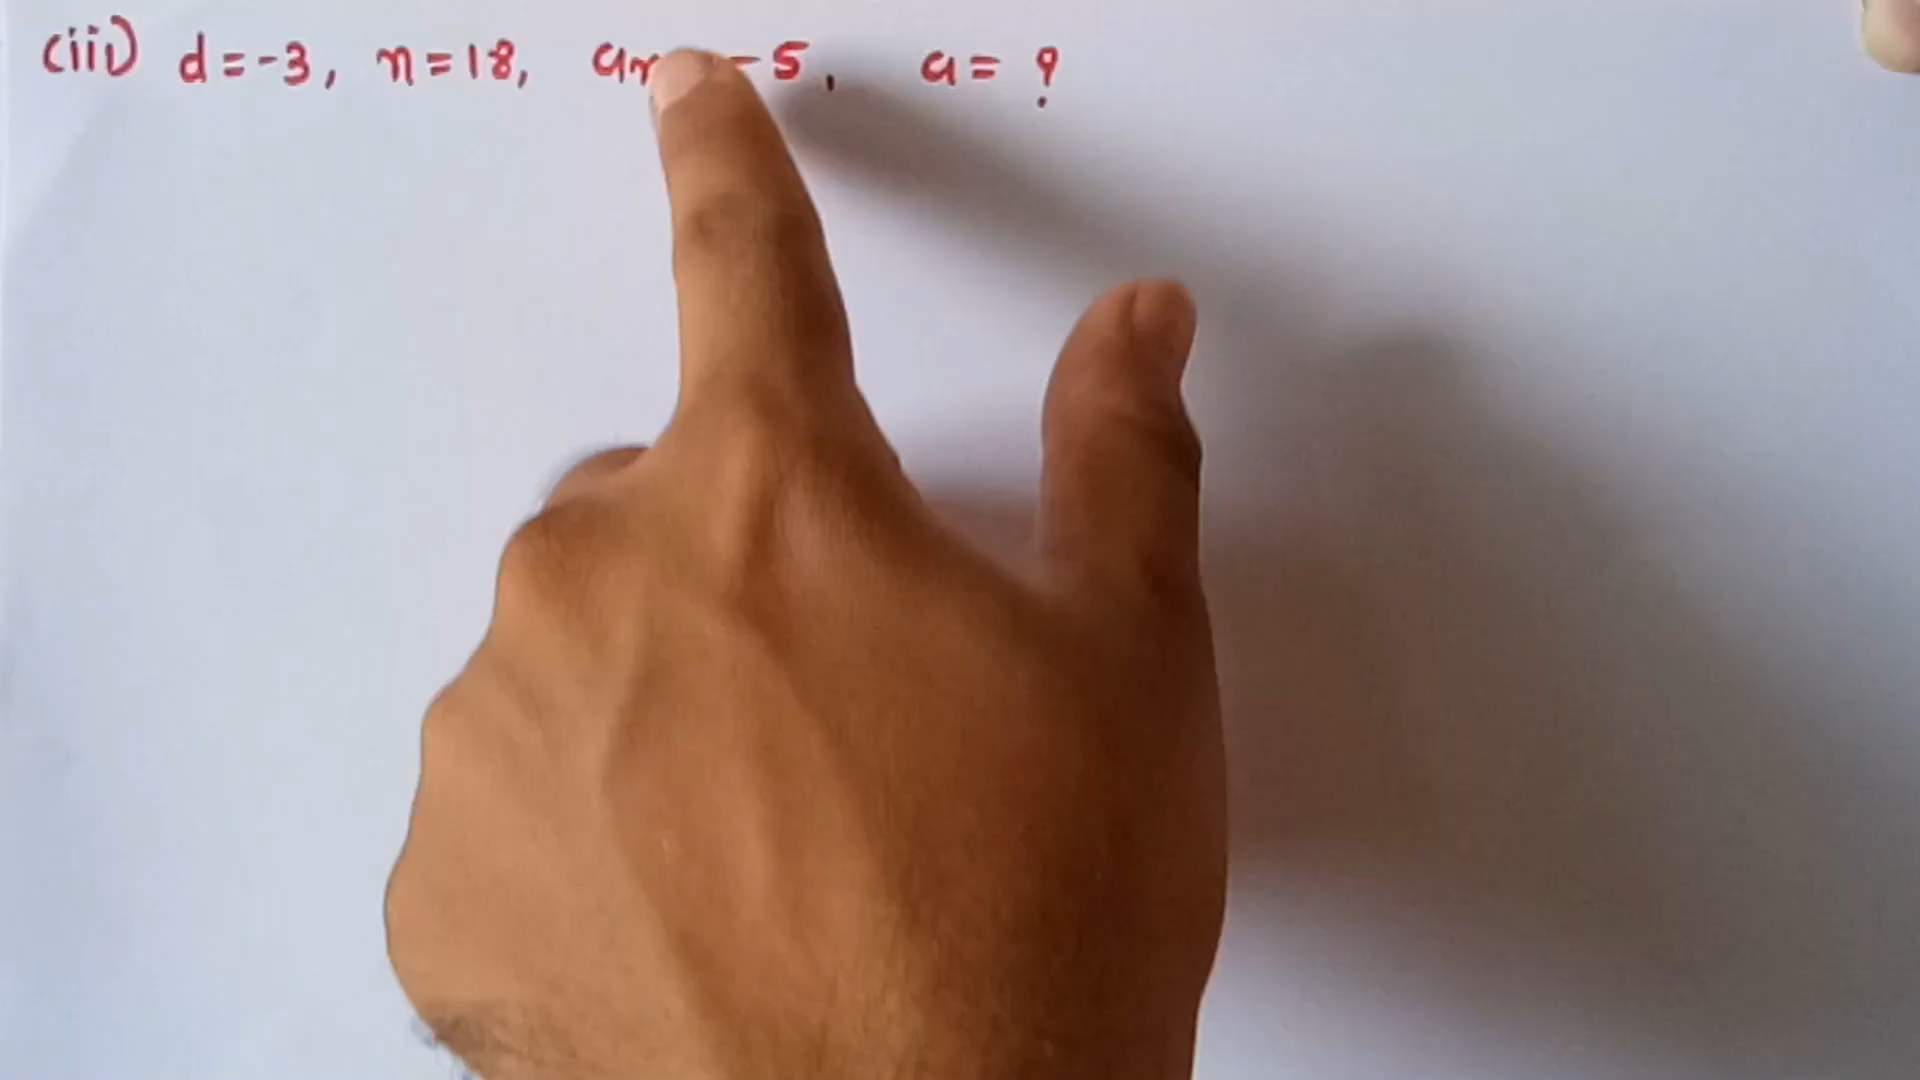 (iii) d = -3, n = 18, an -5, a = ?